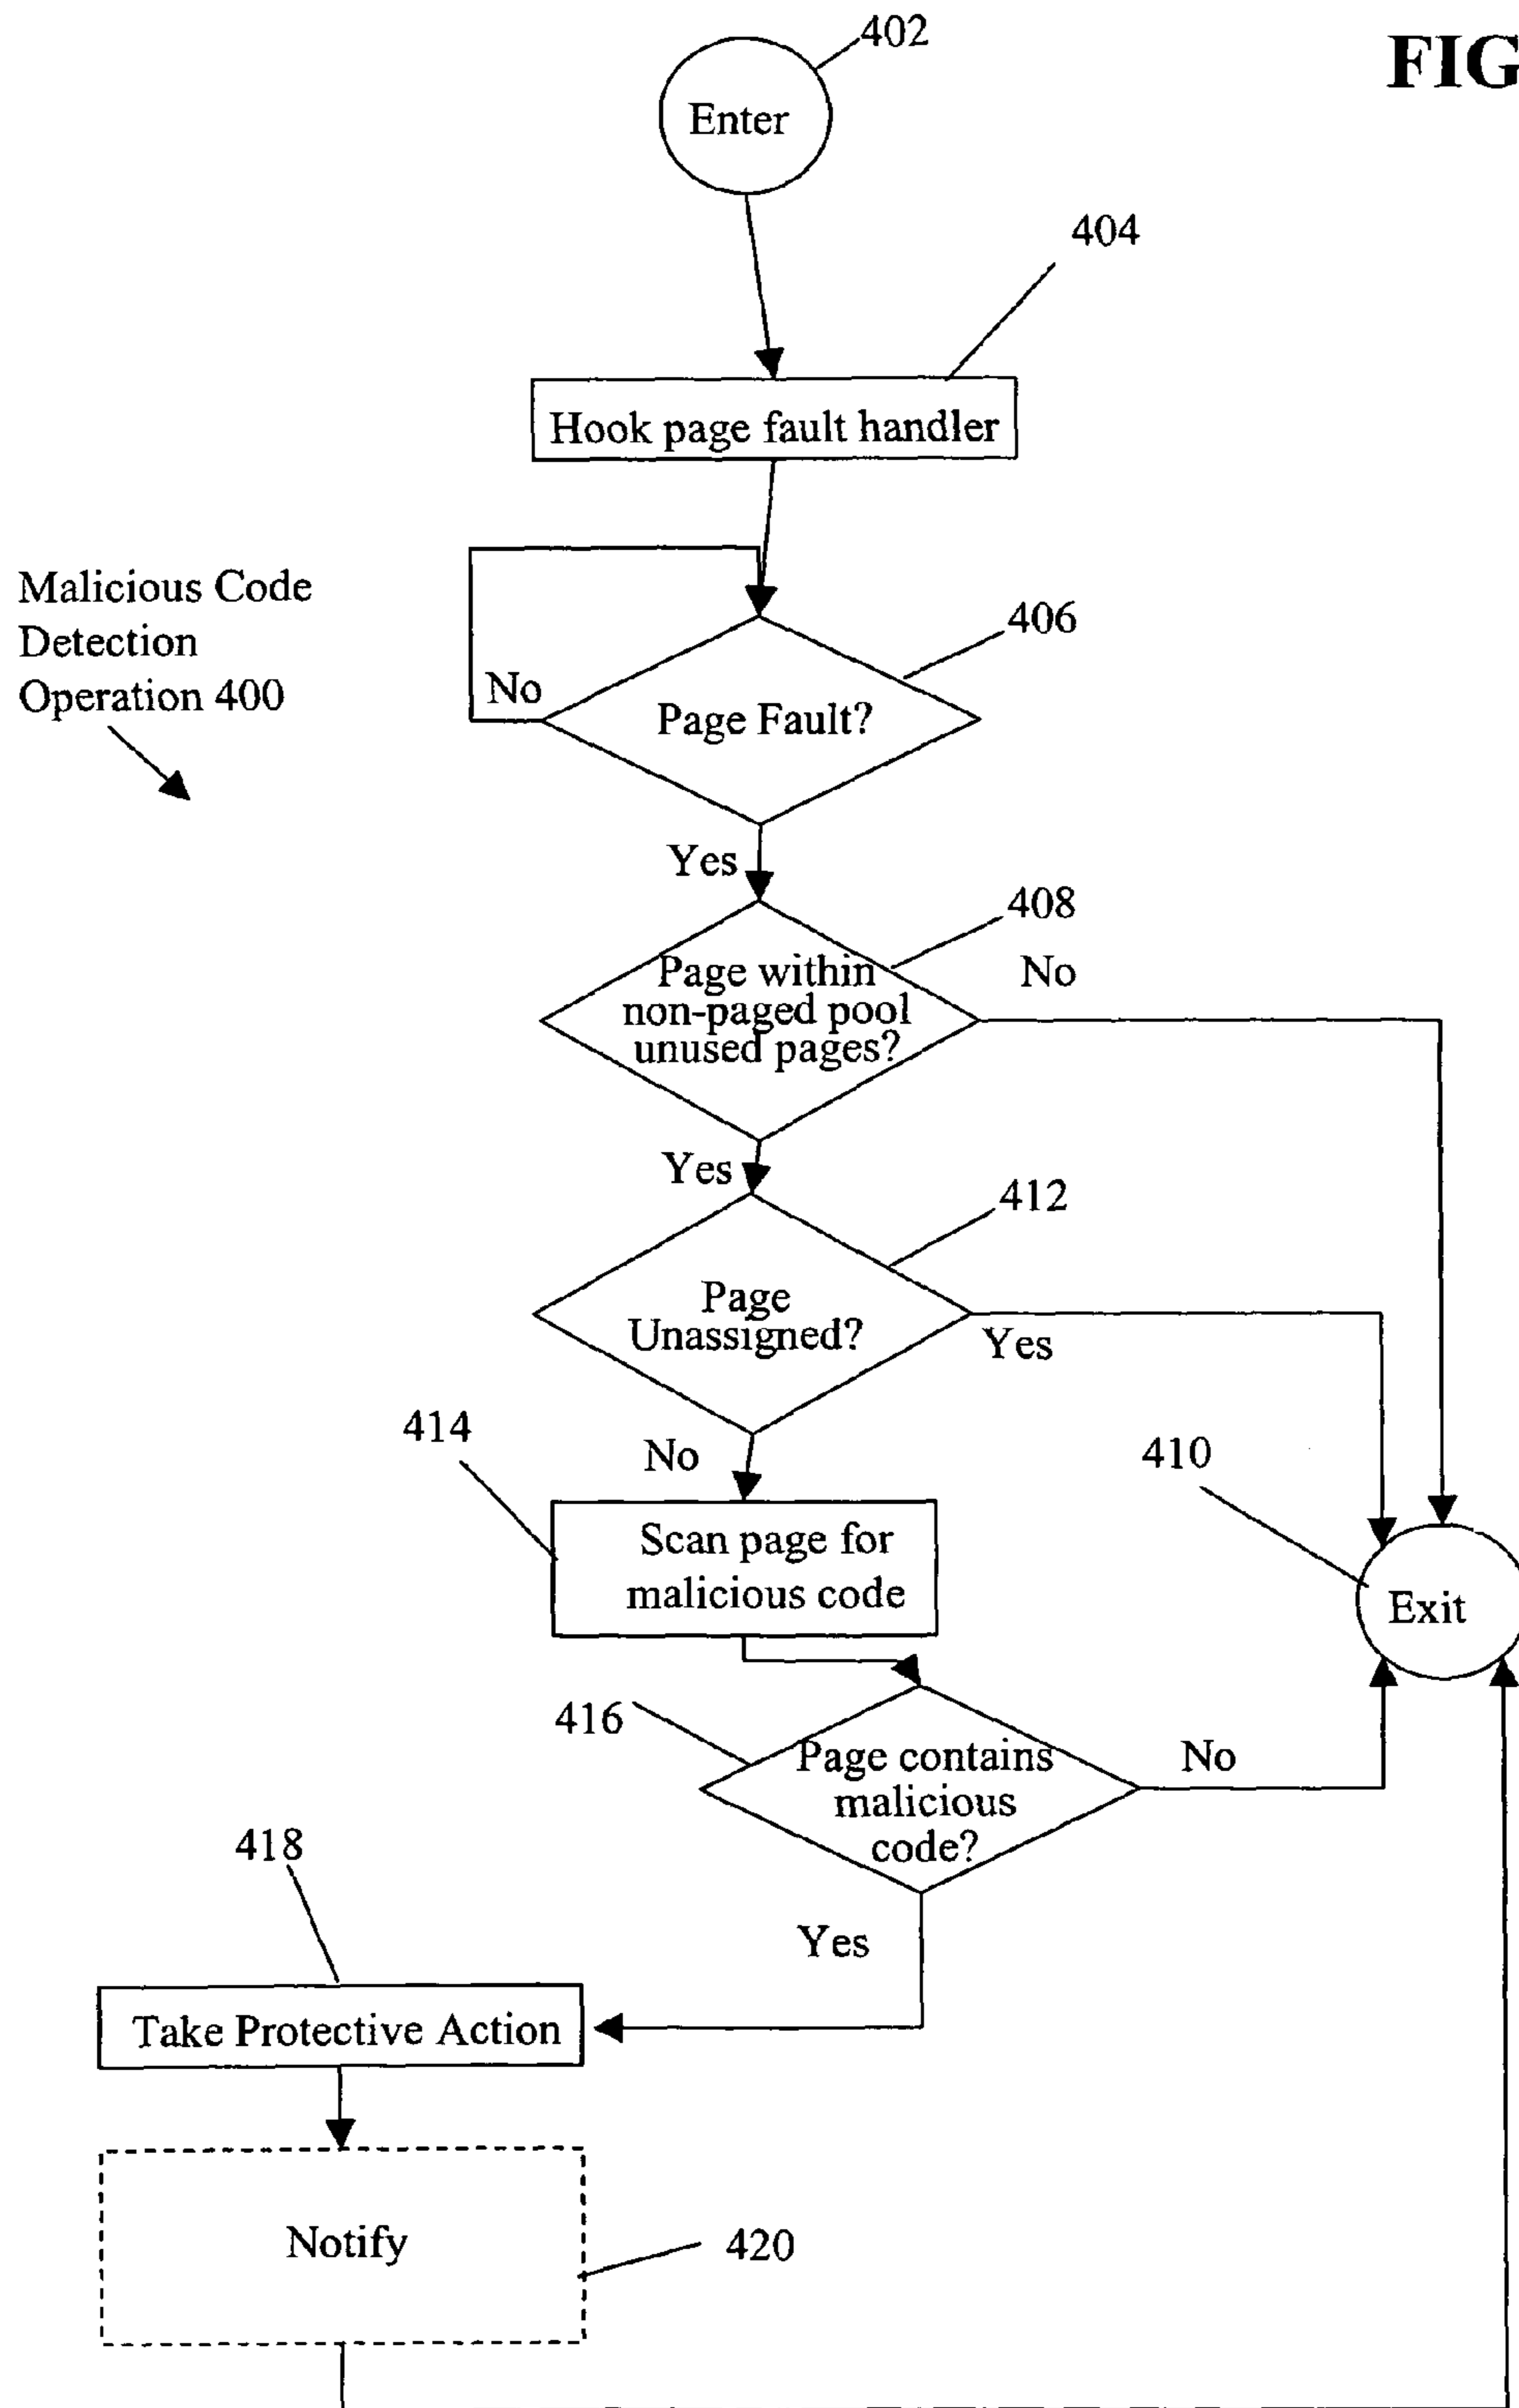 402
FIG
Enter
404
Hook page fault handler
Malicious Code
Detection
Operation 400
406
No
Page Fault?
Yes
408
No
Page within
non-paged pool
unused pages?
Yes
412
Page
Unassigned?
Yes
414
No
410
Scan page for
malicious code
Exit
416
Page contains
malicious
code?
No
418
Yes
Take Protective Action
Notify
420